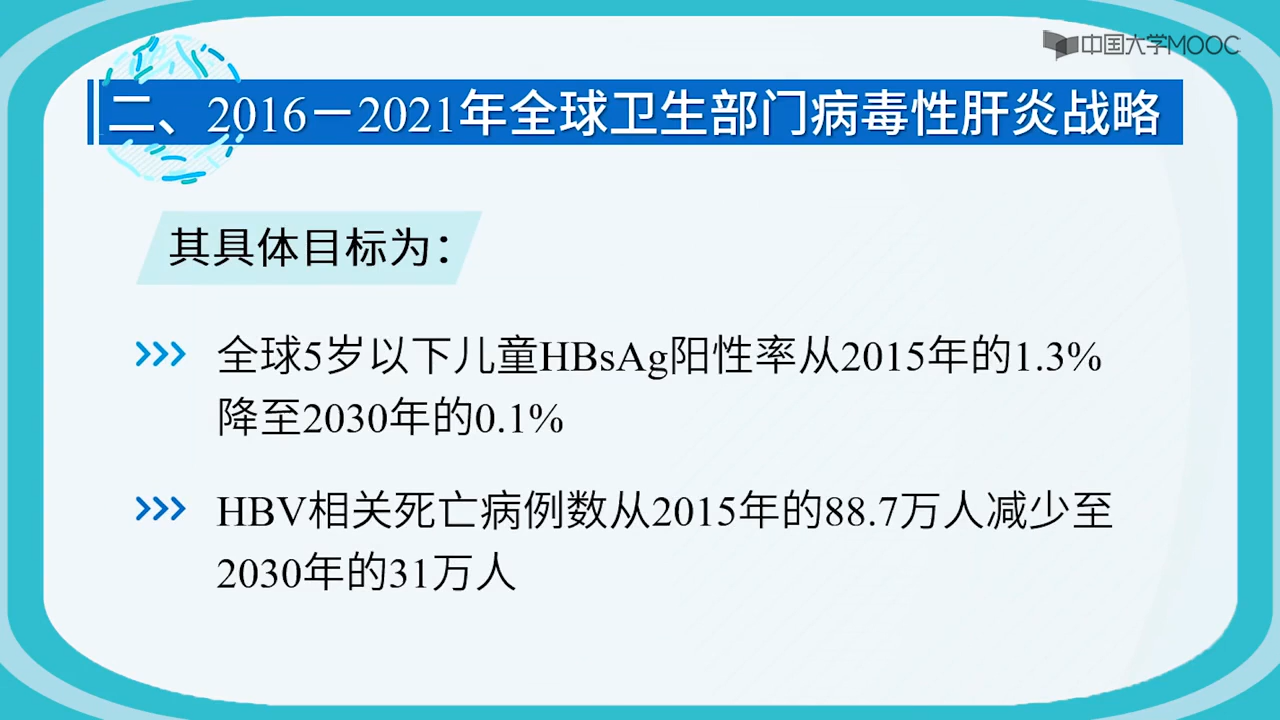 中国大学MOOC
二、2016－2021年全球卫生部门病毒性肝炎战略
其具体目标为：
全球5岁以下儿童HBsAg阳性率从2015年的1.3%
降至2030年的0.1%
HBV相关死亡病例数从2015年的88.7万人减少至
2030年的31万人